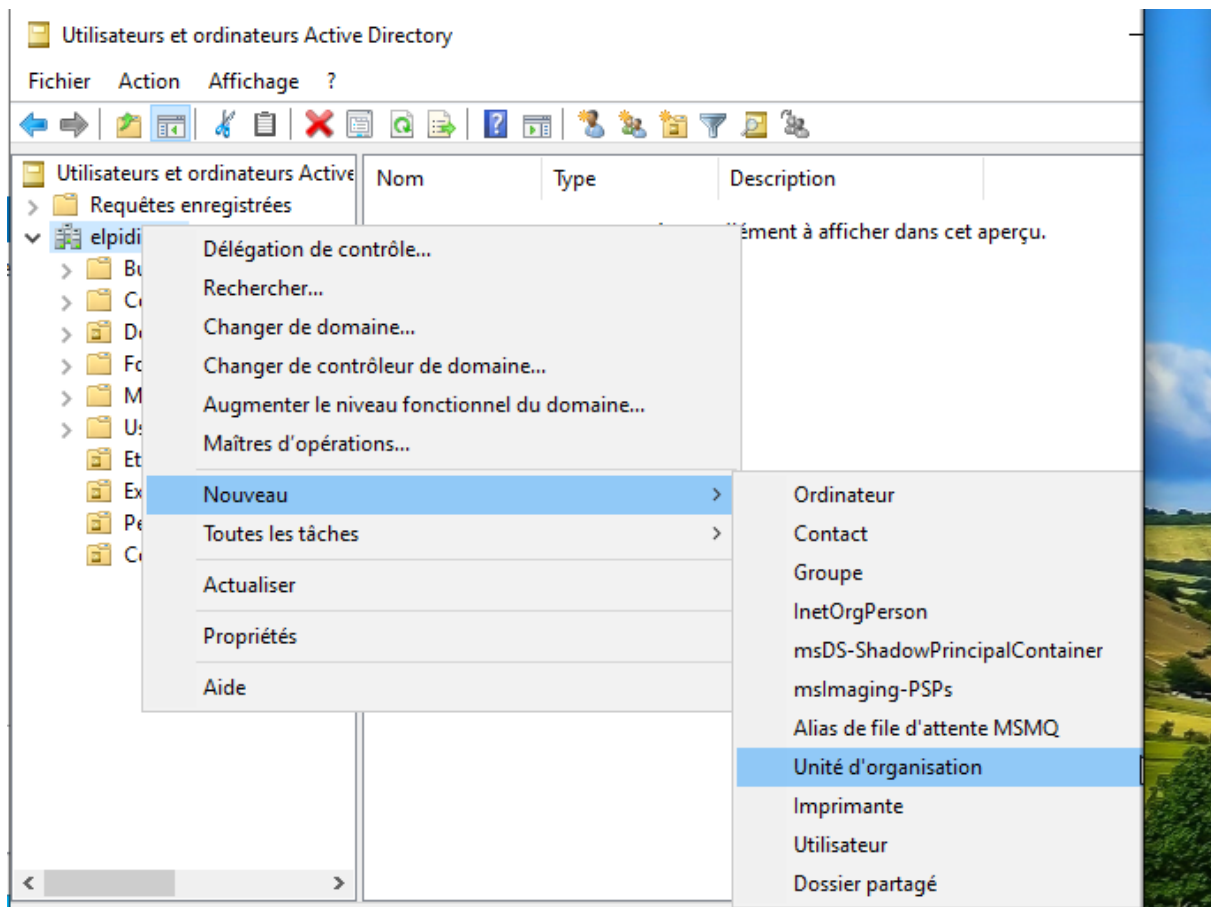 Utilisateurs et ordinateurs Active Directory
Fichier Action Affichage ?
Utilisateurs et ordinateurs Active
Nom Type Description
Requêtes enregistrées
elpidi
Délégation de contrôle...
Rechercher...
Changer de domaine...
Changer de contrôleur de domaine...
Augmenter le niveau fonctionnel du domaine...
Maîtres d'opérations...
Nouveau
Toutes les tâches
Actualiser
Propriétés
Aide
à afficher dans cet aperçu.
Et
Ex
Pe
Ordinateur
Contact
Groupe
InetOrgPerson
msDS-ShadowPrincipalContainer
msImaging-PSPs
Alias de file d'attente MSMQ
Unité d'organisation
Imprimante
Utilisateur
Dossier partagé